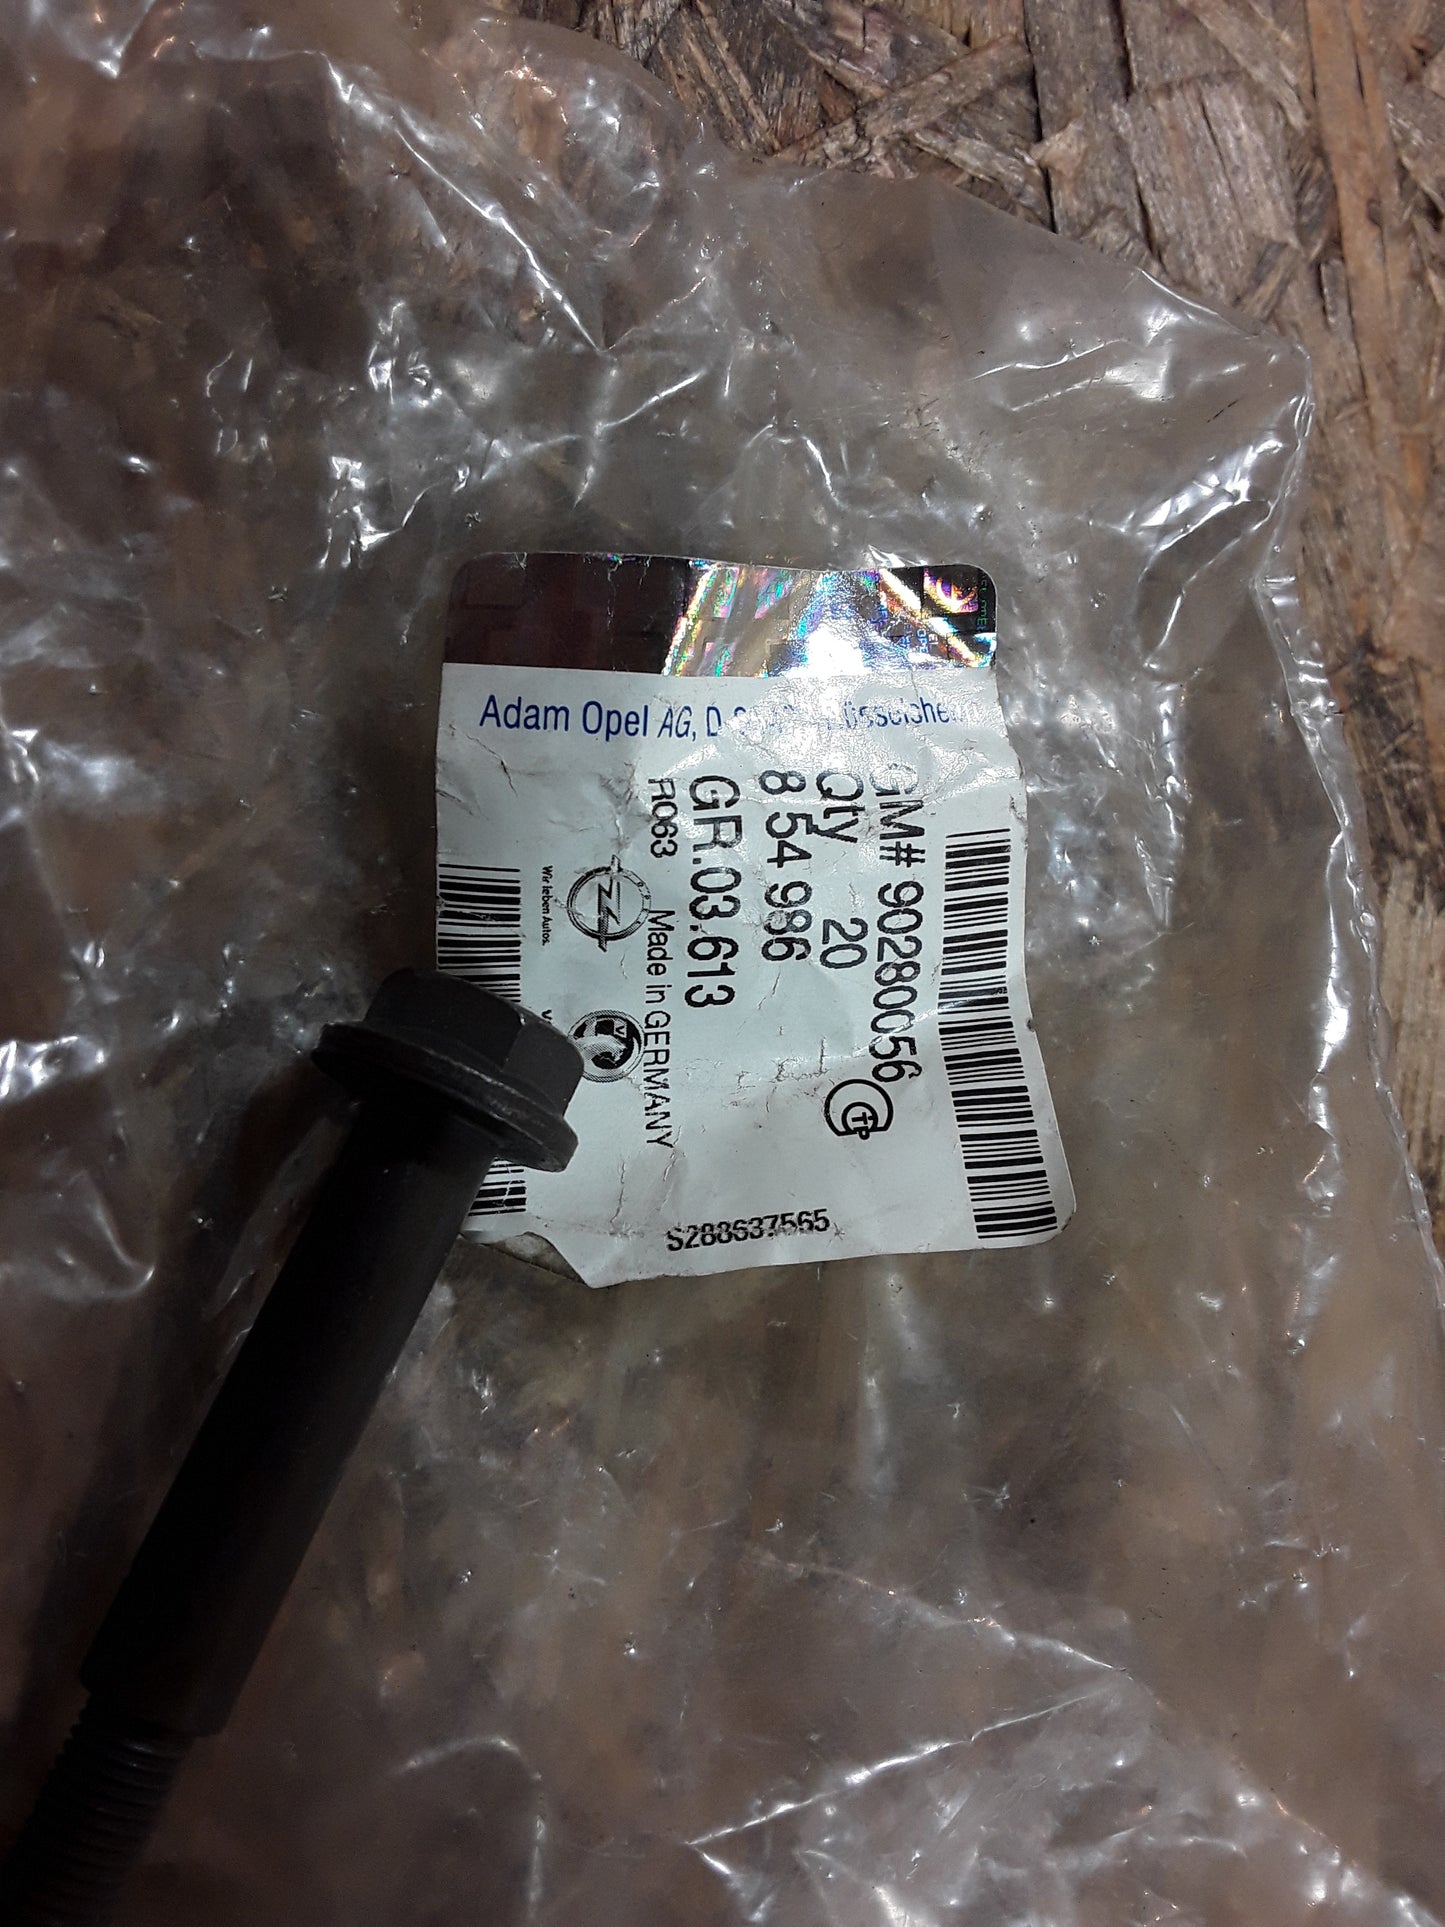 Adam Opel AG, D
GM# 90280056
Qty 20
8 54 986
GR.03.613
R063 Made in GERMANY
Wir leben Autos.
S288637565